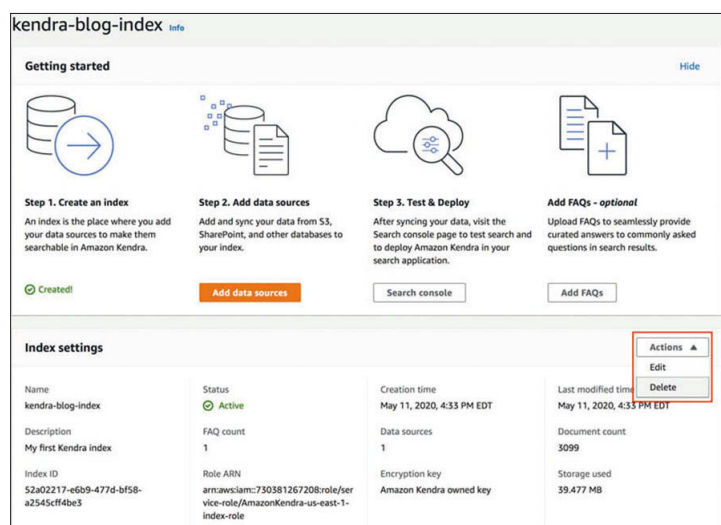 kendra-blog-index Info
Getting started
Hide
Step 1. Create an index
An index is the place where you add
your data sources to make them
searchable in Amazon Kendra.
Created!
Step 2. Add data sources
Add and sync your data from S3,
SharePoint, and other databases to
your index.
Add data sources
Step 3. Test & Deploy
After syncing your data, visit the
Search console page to test search and
to deploy Amazon Kendra in your
search application.
Search console
Add FAQs - optional
Upload FAQs to seamlessly provide
curated answers to commonly asked
questions in search results.
Add FAQs
Index settings
Actions
Edit
Delete
Name
kendra-blog-index
Status
Active
Creation time
May 11, 2020, 4:33 PM EDT
Last modified time
May 11, 2020, 4:33 PM EDT
Description
My first Kendra index
FAQ count
1
Data sources
1
Document count
3099
Index ID
52a02217-e6b9-477d-bf58-
a2545cff4be3
Role ARN
arn:aws:iam::730381267208:role/ser
vice-role/AmazonKendra-us-east-1-
index-role
Encryption key
Amazon Kendra owned key
Storage used
39.477 MB